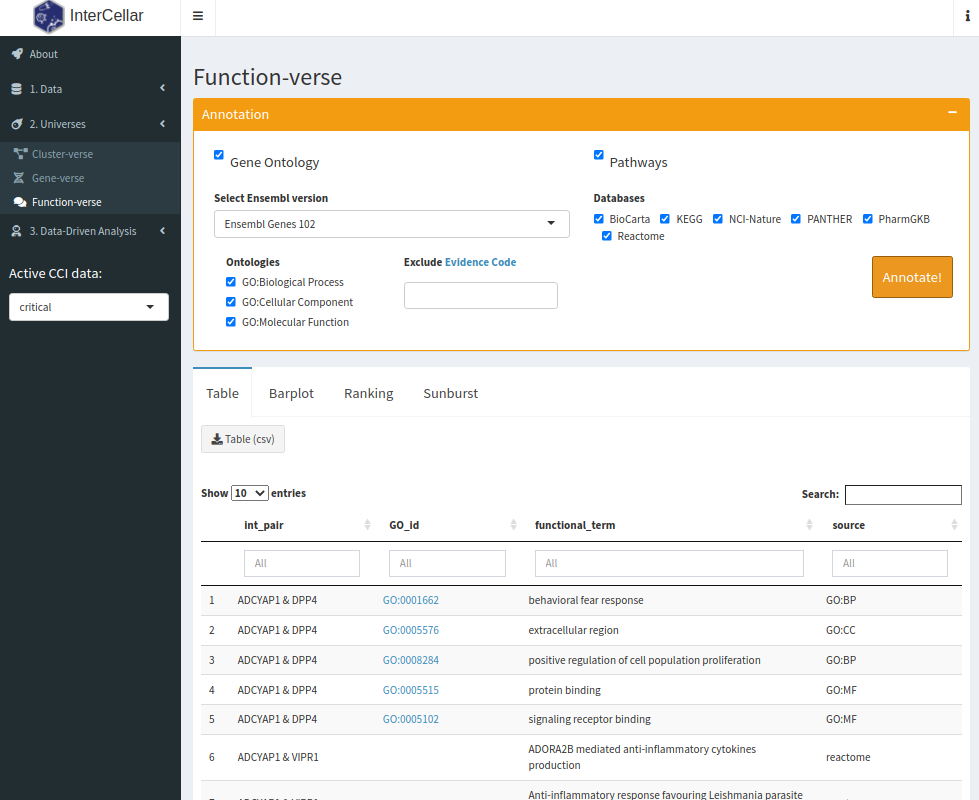 InterCellar
About
1. Data
2. Universes
Cluster-verse
Gene-verse
Function-verse
3. Data-Driven Analysis
Active CCI data:
critical
Function-verse
Annotation
Gene Ontology
Pathways
Select Ensembl version
Ensembl Genes 102
Databases
BioCarta KEGG NCI-Nature PANTHER PharmGKB
Reactome
Ontologies
GO:Biological Process
GO:Cellular Component
GO:Molecular Function
Exclude Evidence Code
Annotate!
Table Barplot Ranking Sunburst
Table (csv)
Show 10 entries
Search:
int_pair GO_id functional_term source
All All All All
1 ADCYAP1 & DPP4 GO:0001662 behavioral fear response GO:BP
2 ADCYAP1 & DPP4 GO:0005576 extracellular region GO:CC
3 ADCYAP1 & DPP4 GO:0008284 positive regulation of cell population proliferation GO:BP
4 ADCYAP1 & DPP4 GO:0005515 protein binding GO:MF
5 ADCYAP1 & DPP4 GO:0005102 signaling receptor binding GO:MF
6 ADCYAP1 & VIPR1 ADORA2B mediated anti-inflammatory cytokines production reactome
Anti-inflammatory response favouring Leishmania parasite